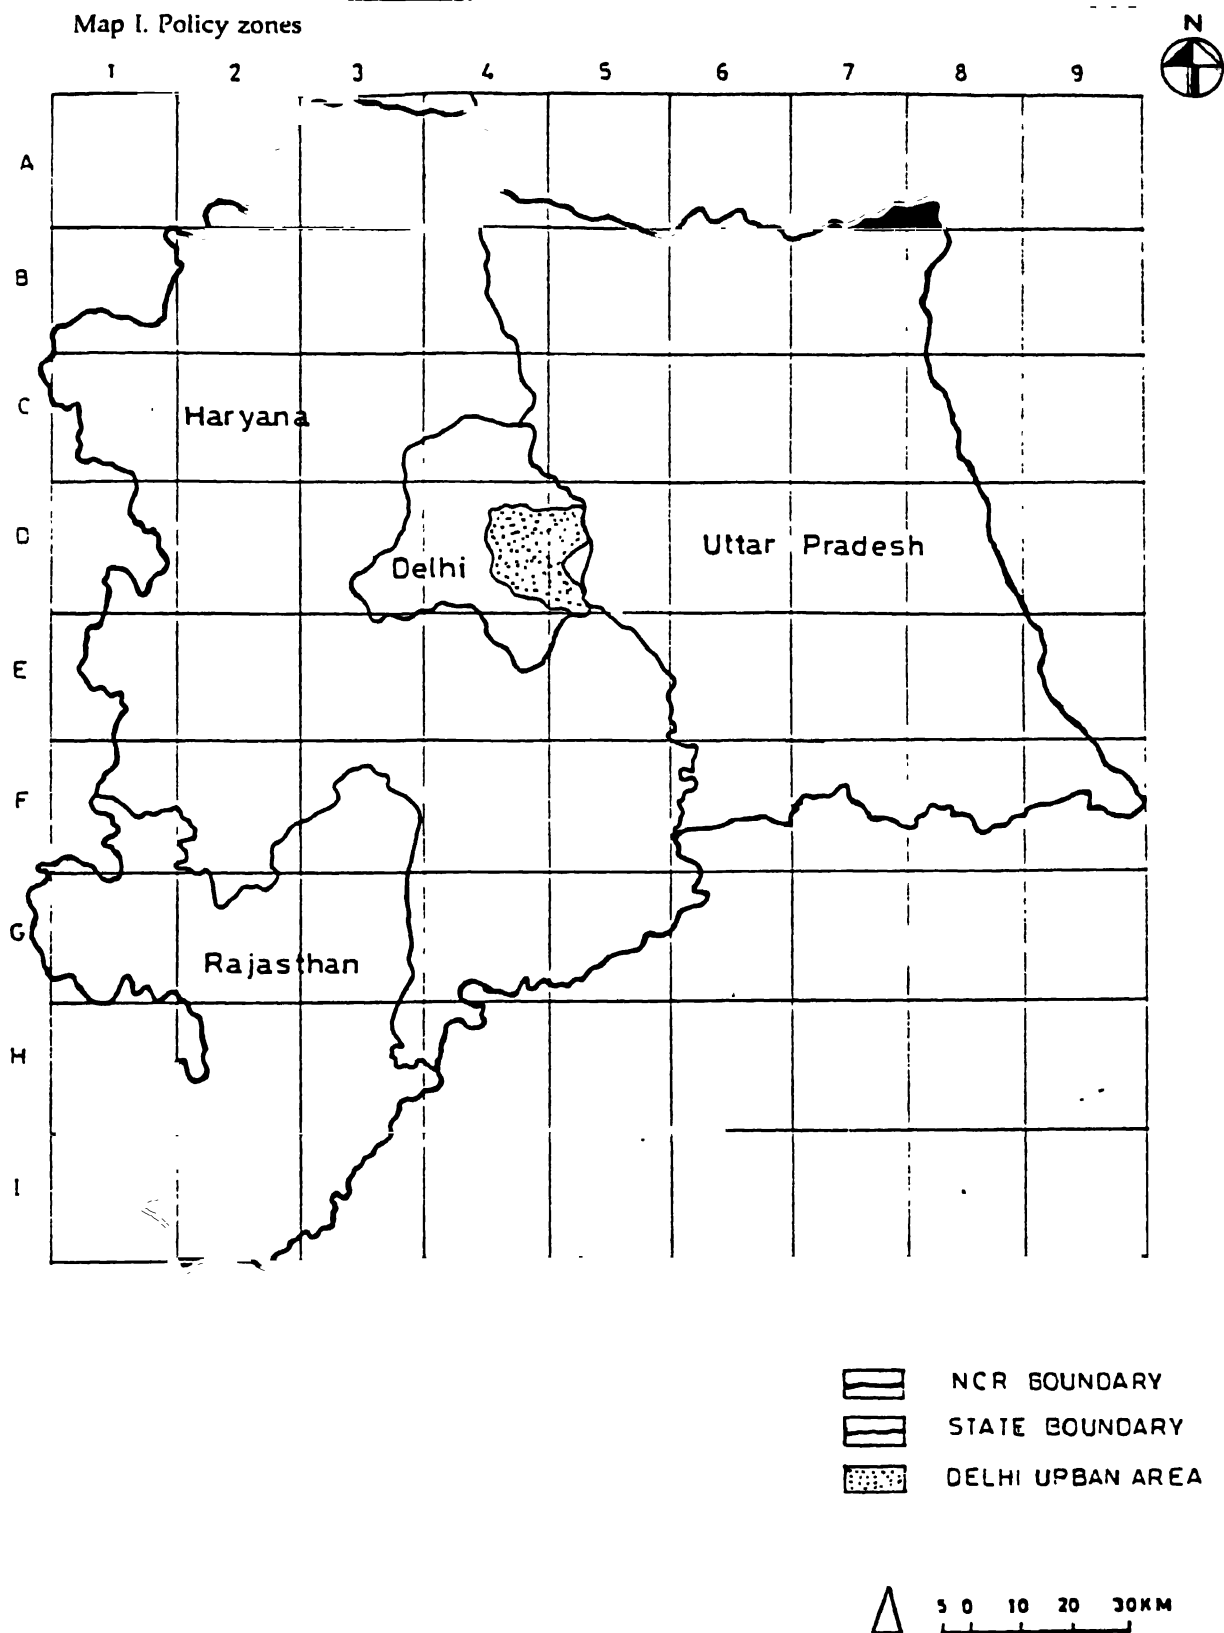 Map I. Policy zones
N
1 2 3 4 5 6 7 8 9
A
B
C
Haryana
D
Uttar Pradesh
Delhi
E
F
G
Rajasthan
H
I
NCR BOUNDARY
STATE BOUNDARY
DELHI URBAN AREA
5 0 10 20 30KM